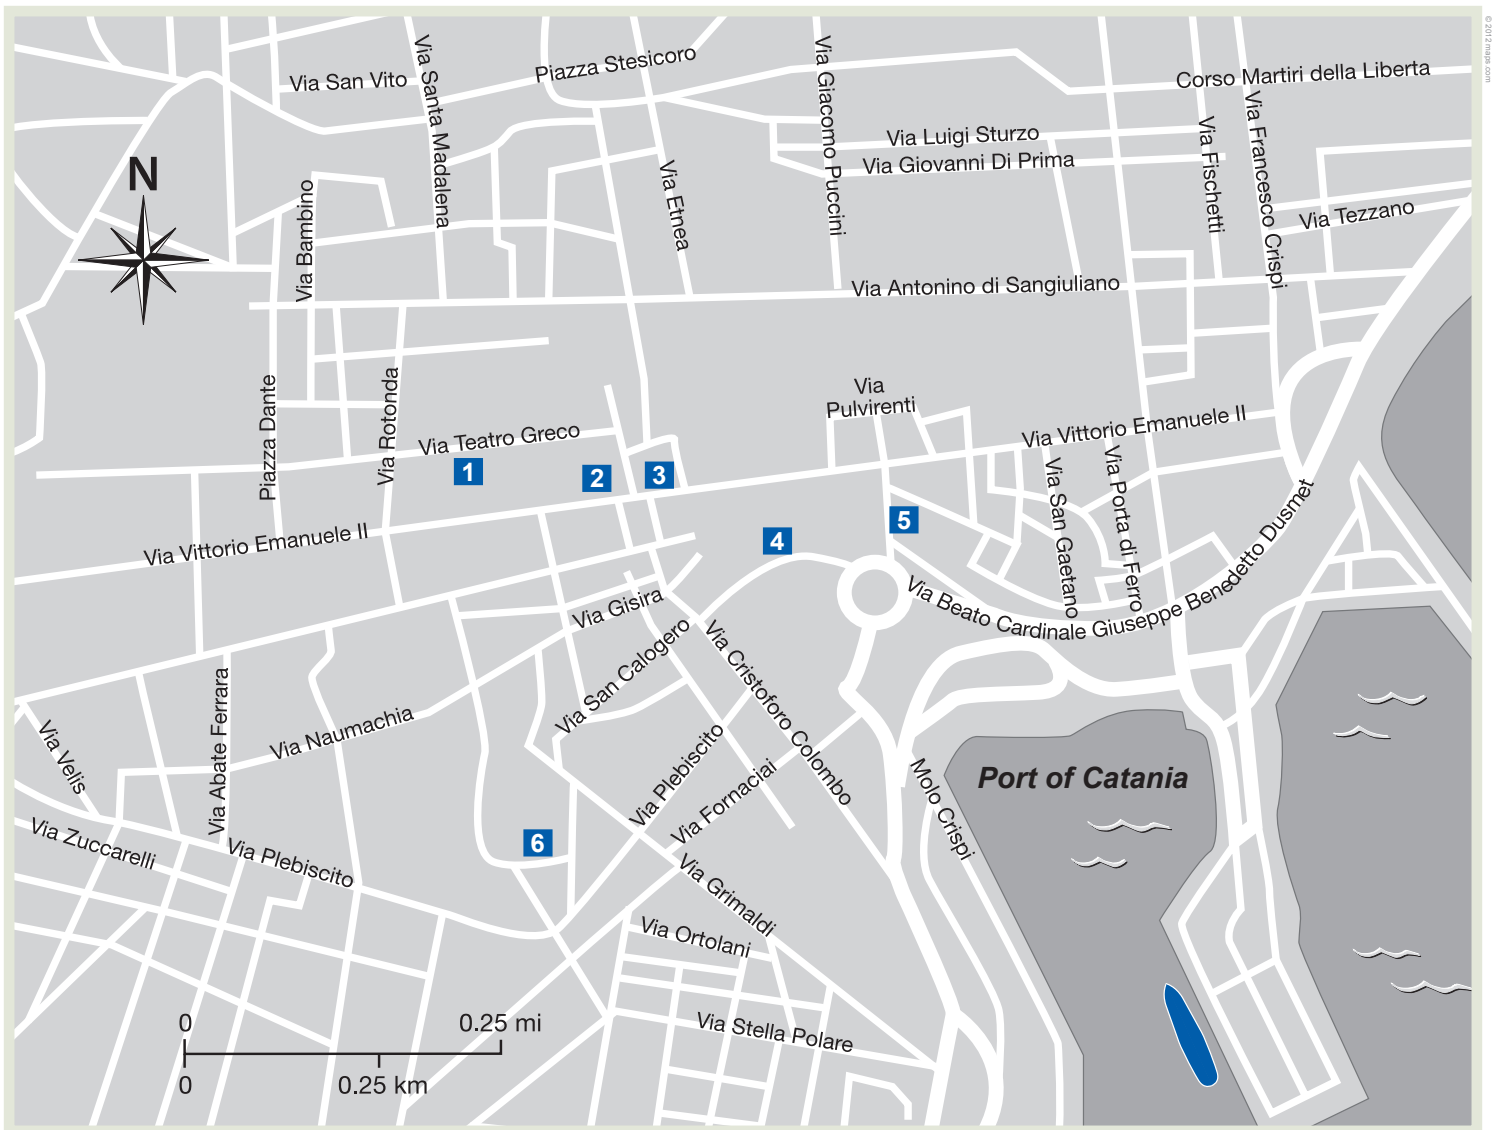 © 2012 maps.com
Via San Vito
Via Santa Madalena
Piazza Stesicoro
Via Giacomo Puccini
Corso Martiri della Liberta
Via Luigi Sturzo
Via Giovanni Di Prima
Via Fischetti
Via Francesco Crispi
Via Tezzano
N
Via Bambino
Via Etnea
Via Antonino di Sangiuliano
Piazza Dante
Via Rotonda
Via Teatro Greco
Via
Pulvirenti
Via Vittorio Emanuele II
1
2
3
4
5
Via Vittorio Emanuele II
Via San Gaetano
Via Porta di Ferro
Via Beato Cardinale Giuseppe Benedetto Dusmet
Via Gisira
Via San Calogero
Via Cristoforo Colombo
Via Velis
Via Abate Ferrara
Via Naumachia
Via Plebiscito
Via Fornaciai
Molo Crispi
Port of Catania
Via Zuccarelli
Via Plebiscito
6
Via Grimaldi
Via Ortolani
Via Stella Polare
0
0.25 mi
0
0.25 km